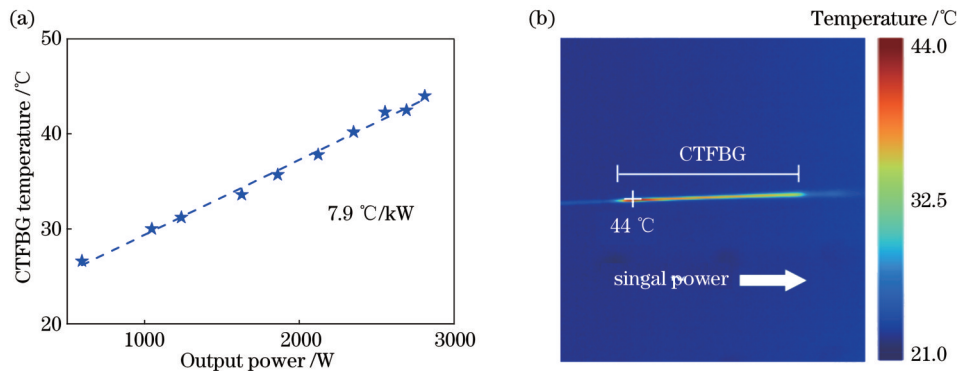 (a)
50
40
30
20
CTFBG temperature /℃
7.9 ℃/kW
1000
2000
3000
Output power /W
(b)
Temperature /℃
44.0
32.5
21.0
CTFBG
44 ℃
singal power